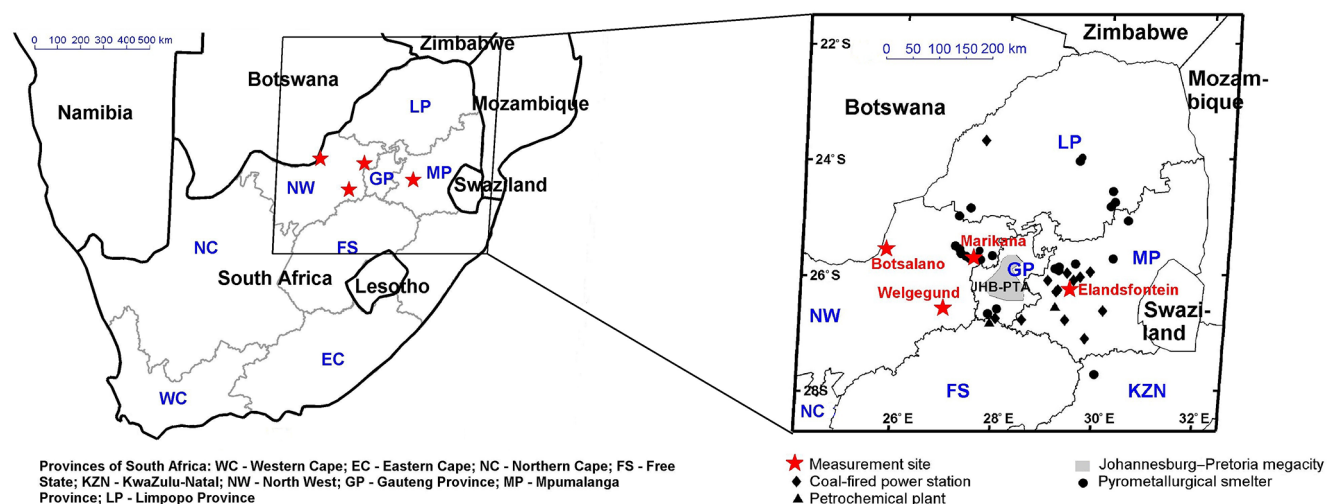 0 100 200 300 400 500 km
Zimbabwe
Botswana
Namibia
LP
Mozambique
NW
GP
MP
Swaziland
NC
FS
South Africa
Lesotho
EC
WC
Provinces of South Africa: WC - Western Cape; EC - Eastern Cape; NC - Northern Cape; FS - Free
State; KZN - KwaZulu-Natal; NW - North West; GP - Gauteng Province; MP - Mpumalanga
Province; LP - Limpopo Province
26°E 28°E 30°E 32°E
22°S
0 50 100 150 200 km
Zimbabwe
Mozam-
bique
Botswana
LP
24°S
Marikana
Botsalano
GP
MP
26°S
JHB-PTA
Elandsfontein
Welgegund
NW
Swazi-
land
28S
FS
KZN
NC
26°E 28°E 30°E 32°E
Measurement site
Coal-fired power station
Petrochemical plant
Johannesburg–Pretoria megacity
Pyrometallurgical smelter